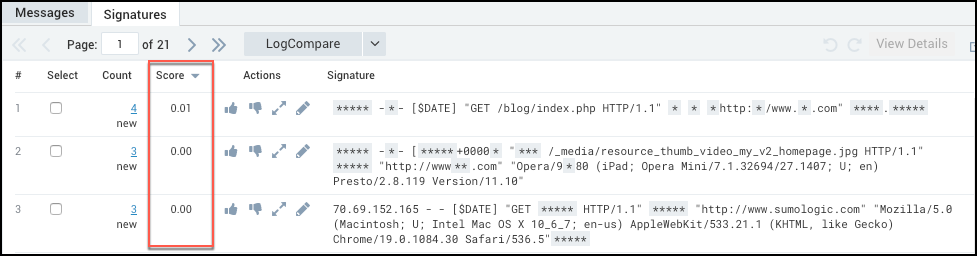 Messages Signatures
Page: 1 of 21 LogCompare View Details
# Select Count Score Actions Signature
1 4 0.01 ***** -*- [$DATE] "GET /blog/index.php HTTP/1.1" * * *http:*/www.*.com" ****.*****
new
2 3 0.00 ***** -*- [*****+0000* "*** /_media/resource_thumb_video_my_v2_homepage.jpg HTTP/1.1"
new ***** "http://www**.com" "Opera/9*80 (iPad; Opera Mini/7.1.32694/27.1407; U; en)
Presto/2.8.119 Version/11.10"
3 3 0.00 70.69.152.165 - - [$DATE] "GET ***** HTTP/1.1" ***** "http://www.sumologic.com" "Mozilla/5.0
new (Macintosh; U; Intel Mac OS X 10_6_7; en-us) AppleWebKit/533.21.1
(KHTML, like Gecko)
Chrome/19.0.1084.30 Safari/536.5"*****